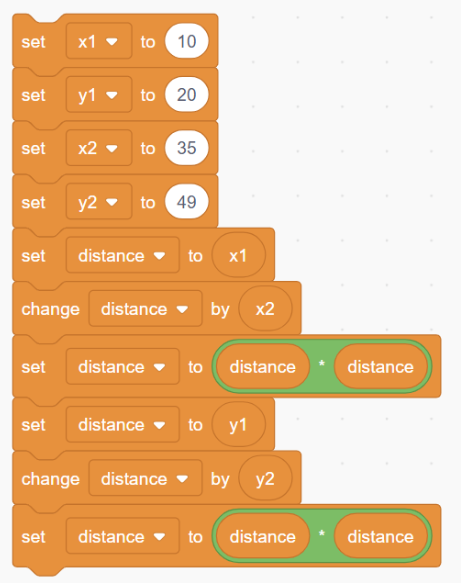 set x1 to 10
set y1 to 20
set x2 to 35
set y2 to 49
set distance to x1
change distance by x2
set distance to distance * distance
set distance to y1
change distance by y2
set distance to distance * distance